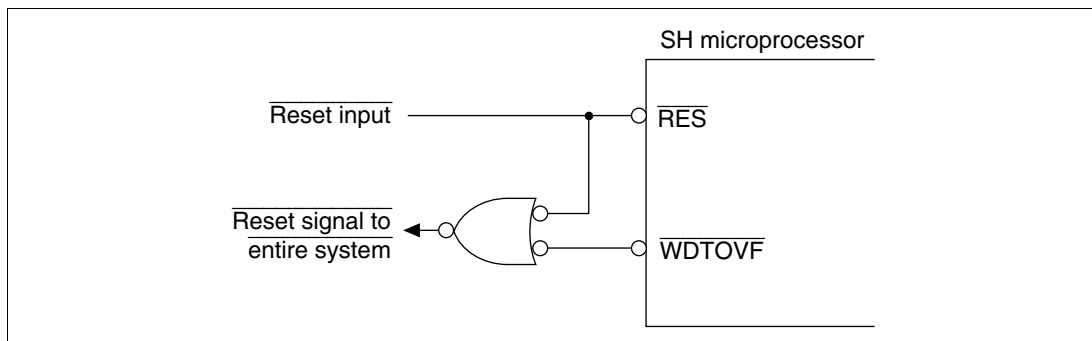 SH microprocessor
Reset input
RES
Reset signal to
entire system
WDTOVF